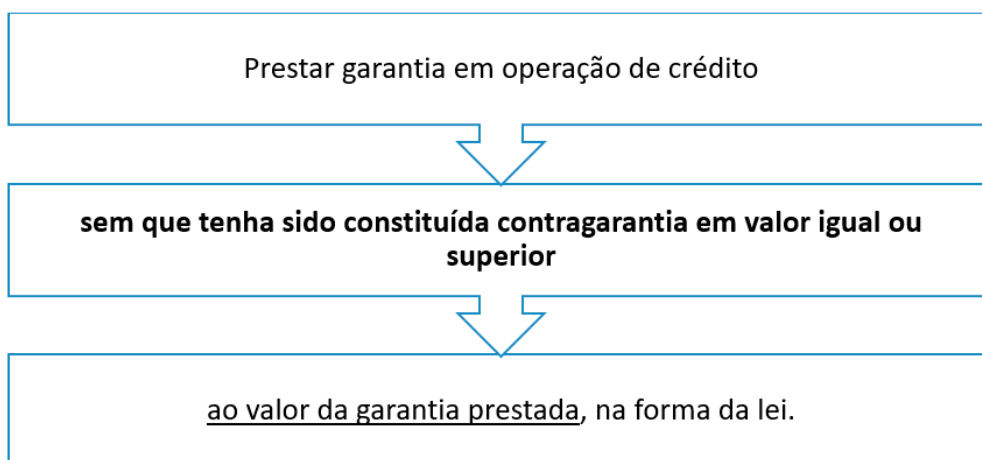 Prestar garantia em operação de crédito
sem que tenha sido constituída contragarantia em valor igual ou
superior
ao valor da garantia prestada, na forma da lei.